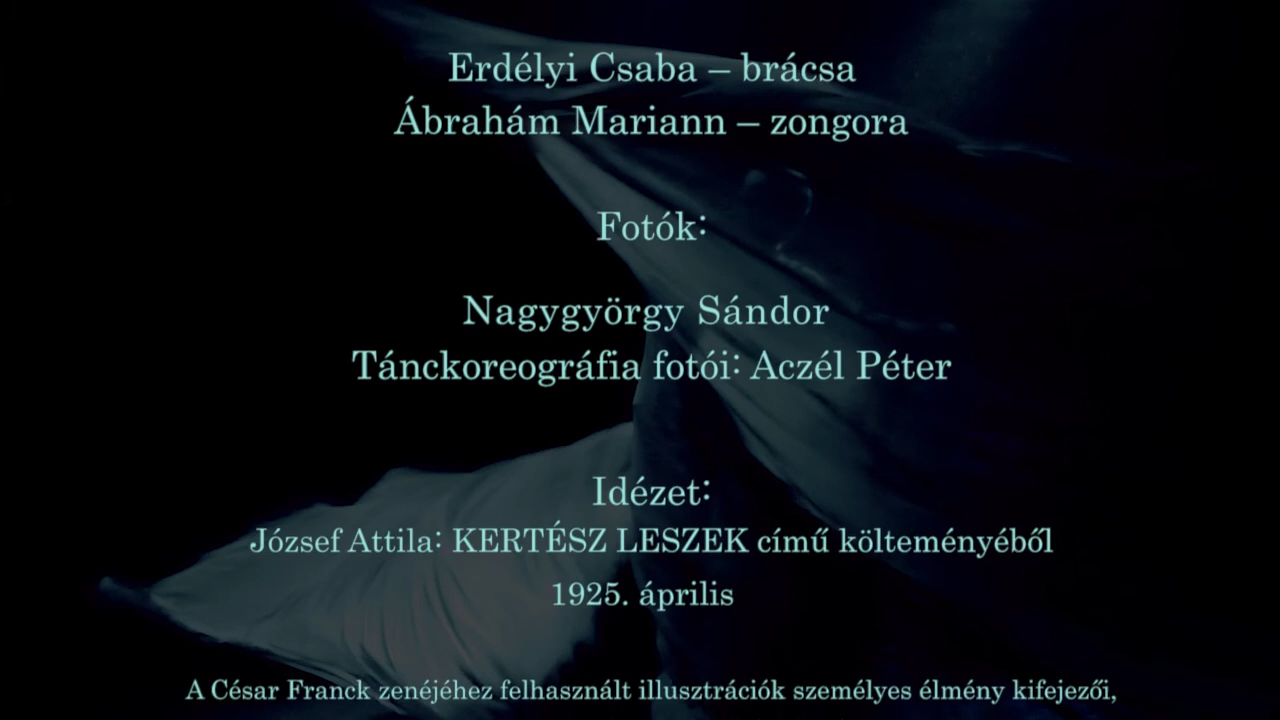 Erdélyi Csaba – brácsa
Ábrahám Mariann – zongora
Fotók:
Nagygyörgy Sándor
Tánckoreográfia fotói: Aczél Péter
Idézet:
József Attila: KERTÉSZ LESZEK című költeményéből
1925. április
A César Franck zenéjéhez felhasznált illusztrációk személyes élmény kifejezői,